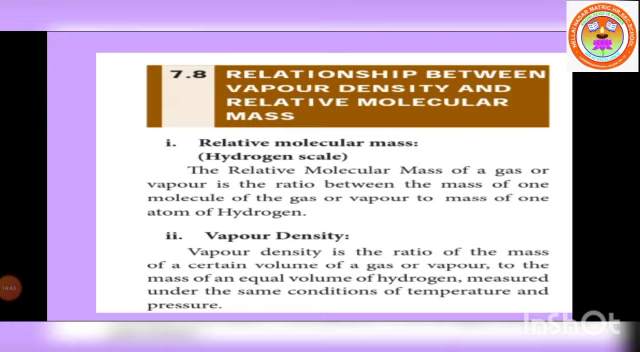 7.8 RELATIONSHIP BETWEEN
VAPOUR DENSITY AND
RELATIVE MOLECULAR
MASS
i. Relative molecular mass:
(Hydrogen scale)
The Relative Molecular Mass of a gas or
vapour is the ratio between the mass of one
molecule of the gas or vapour to mass of one
atom of Hydrogen.
ii. Vapour Density:
Vapour density is the ratio of the mass
of a certain volume of a gas or vapour, to the
mass of an equal volume of hydrogen, measured
under the same conditions of temperature and
pressure.
14:43
InShOt